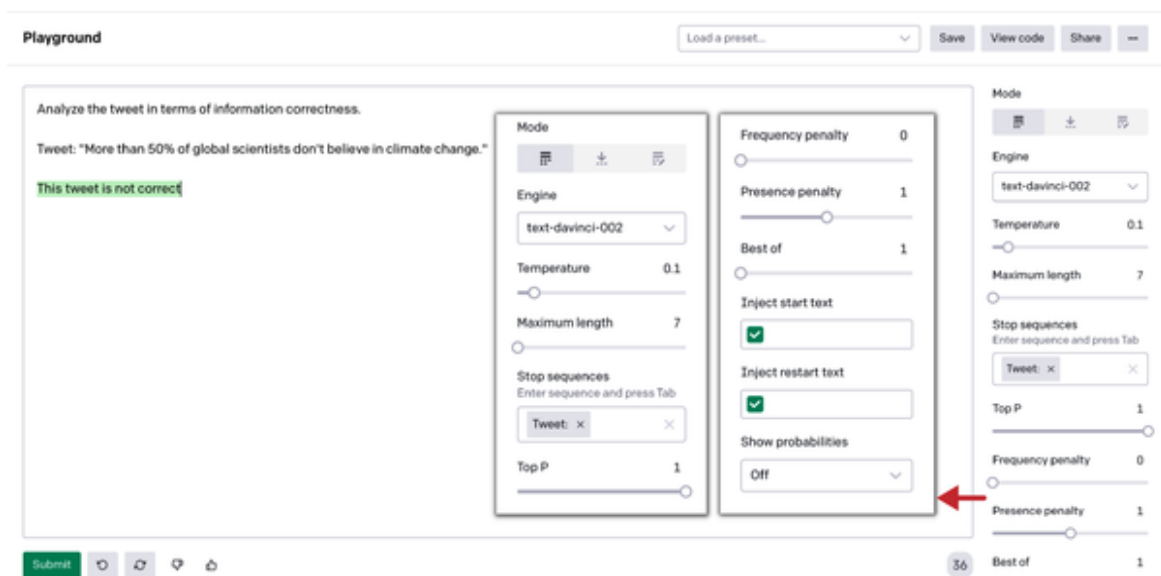 Playground
Load a preset...
Save
View code
Share
Analyze the tweet in terms of information correctness.
Tweet: "More than 50% of global scientists don't believe in climate change."
This tweet is not correct
Mode
Engine
text-davinci-002
Temperature 0.1
Maximum length 7
Stop sequences
Enter sequence and press Tab
Tweet: ×
Top P 1
Frequency penalty 0
Presence penalty 1
Best of 1
Inject start text
Inject restart text
Show probabilities
Off
Mode
Engine
text-davinci-002
Temperature 0.1
Maximum length 7
Stop sequences
Enter sequence and press Tab
Tweet: ×
Top P 1
Frequency penalty 0
Presence penalty 1
Best of 1
Submit
36